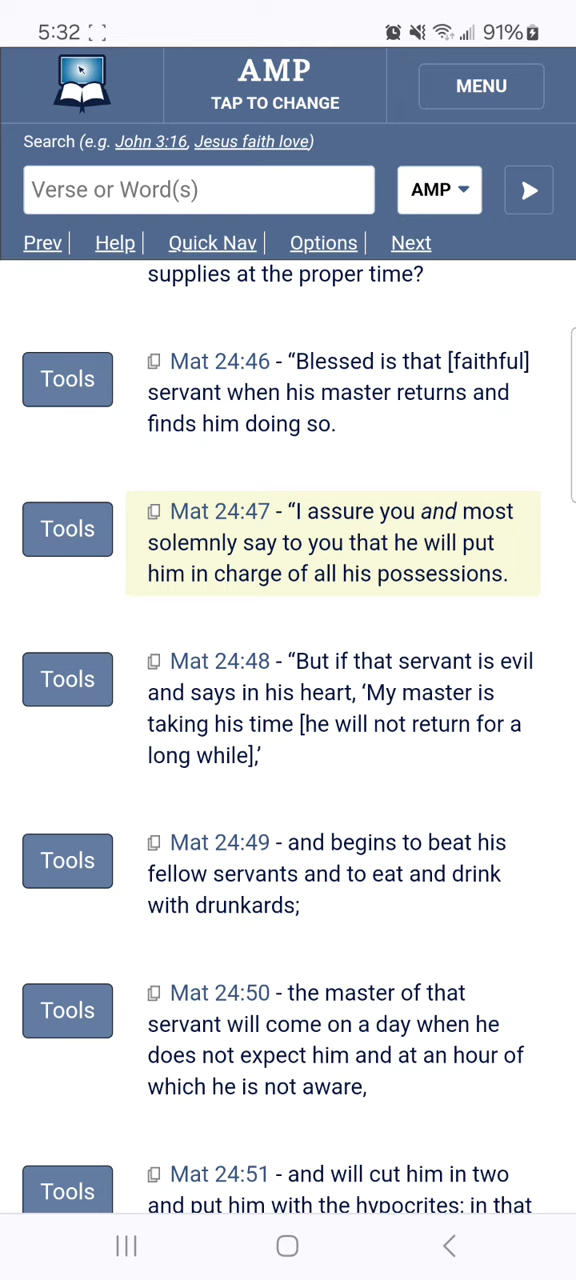 5:32
91%
AMP
TAP TO CHANGE
MENU
Search (e.g. John 3:16, Jesus faith love)
Verse or Word(s)
AMP
Prev | Help | Quick Nav | Options | Next
supplies at the proper time?
Tools
Mat 24:46 - “Blessed is that [faithful]
servant when his master returns and
finds him doing so.
Tools
Mat 24:47 - “I assure you and most
solemnly say to you that he will put
him in charge of all his possessions.
Tools
Mat 24:48 - “But if that servant is evil
and says in his heart, ‘My master is
taking his time [he will not return for a
long while],’
Tools
Mat 24:49 - and begins to beat his
fellow servants and to eat and drink
with drunkards;
Tools
Mat 24:50 - the master of that
servant will come on a day when he
does not expect him and at an hour of
which he is not aware,
Tools
Mat 24:51 - and will cut him in two
and put him with the hypocrites; in that